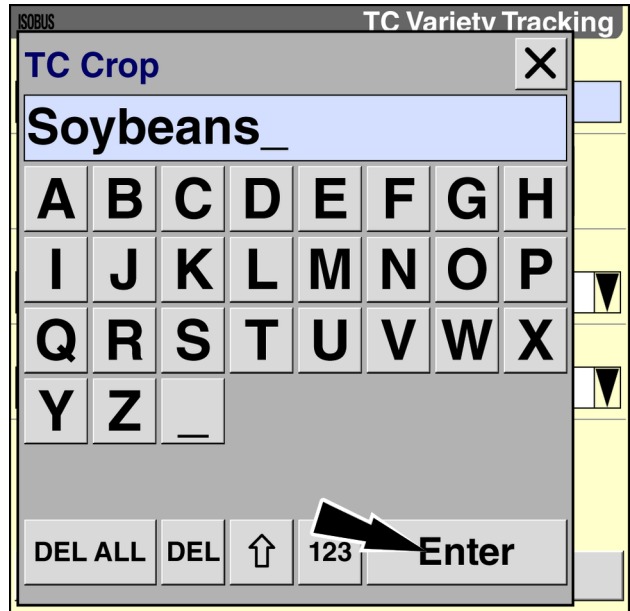 ISOBUS TC Variety Tracking
TC Crop
Soybeans_
A B C D E F G H
I J K L M N O P
Q R S T U V W X
Y Z _
DEL ALL DEL 123 Enter